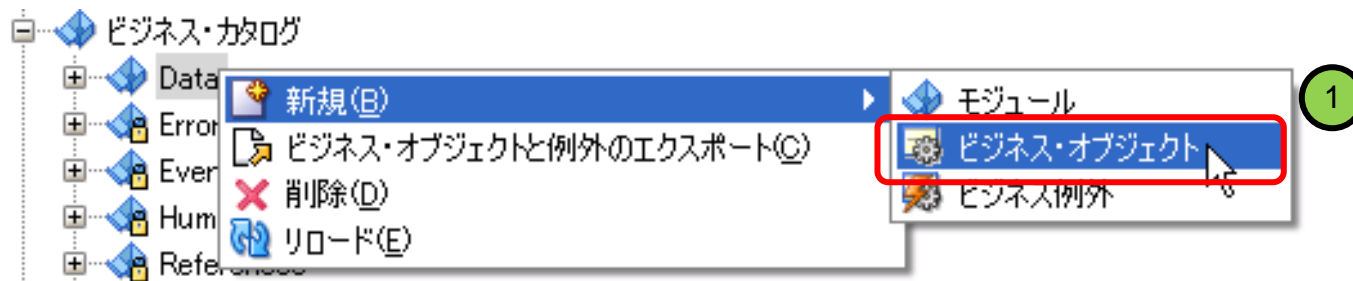 ビジネス・カタログ
Data
新規(B)
モジュール
1
Error
ビジネス・オブジェクトと例外のエクスポート(C)
ビジネス・オブジェクト
Even
削除(D)
ビジネス例外
Hum
リロード(E)
References